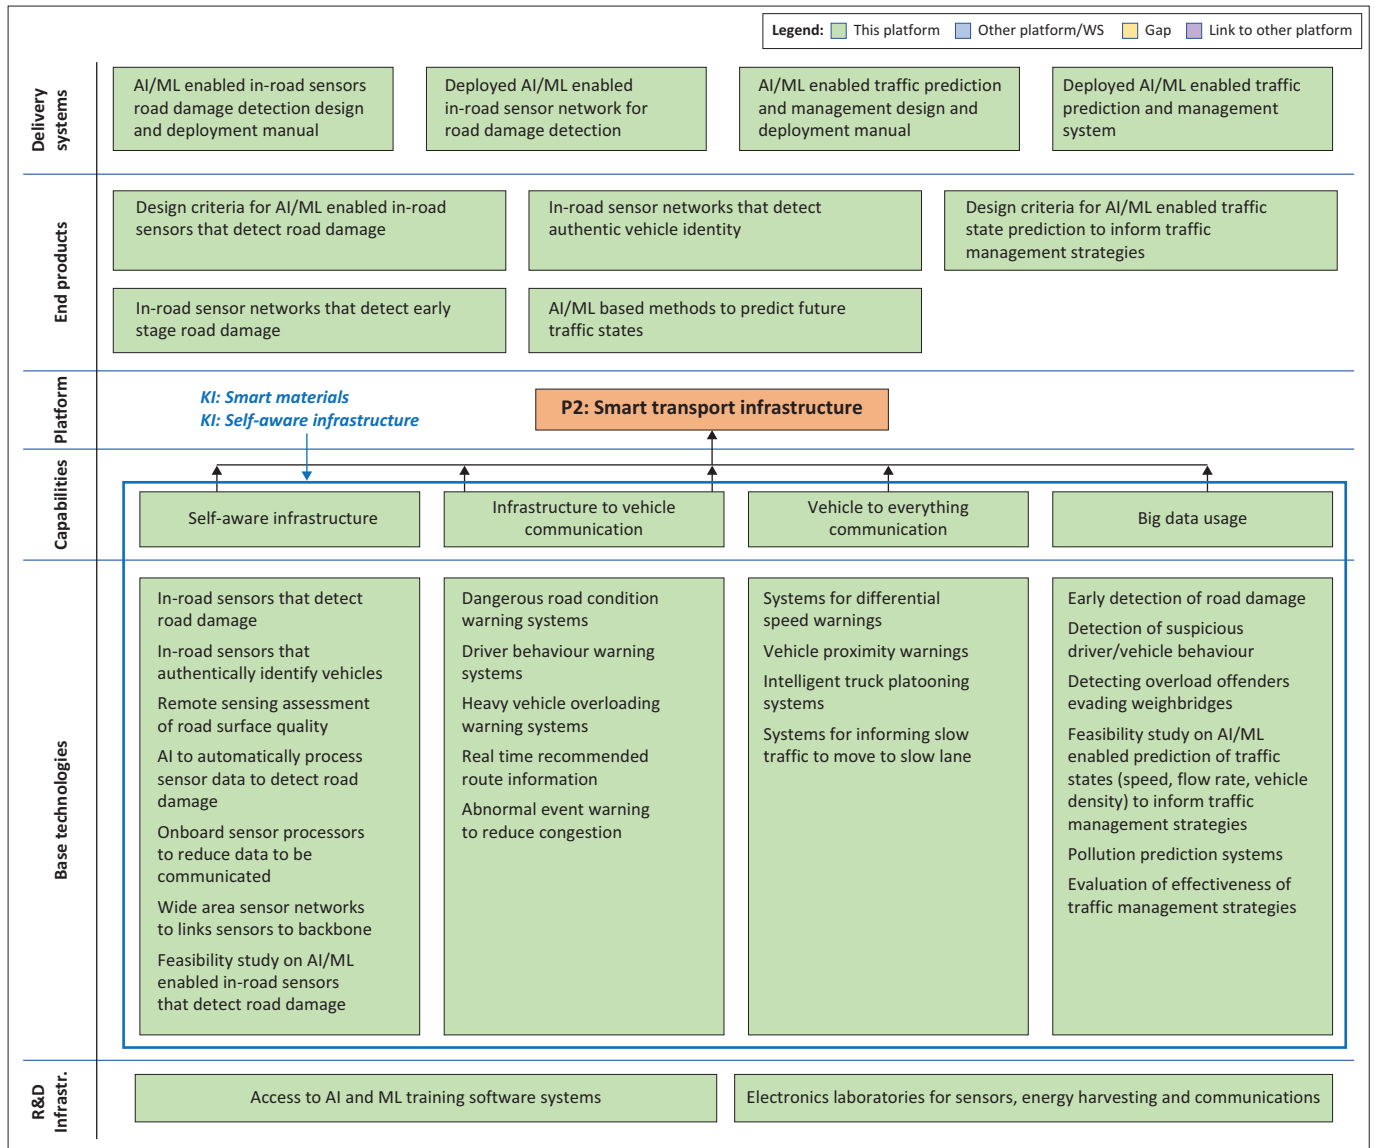 Legend: This platform Other platform/WS Gap Link to other platform
Delivery
systems
AI/ML enabled in-road sensors
road damage detection design
and deployment manual
Deployed AI/ML enabled
in-road sensor network for
road damage detection
AI/ML enabled traffic prediction
and management design and
deployment manual
Deployed AI/ML enabled traffic
prediction and management
system
End products
Design criteria for AI/ML enabled in-road
sensors that detect road damage
In-road sensor networks that detect
authentic vehicle identity
Design criteria for AI/ML enabled traffic
state prediction to inform traffic
management strategies
In-road sensor networks that detect early
stage road damage
AI/ML based methods to predict future
traffic states
Platform
KI: Smart materials
KI: Self-aware infrastructure
P2: Smart transport infrastructure
Capabilities
Self-aware infrastructure
Infrastructure to vehicle
communication
Vehicle to everything
communication
Big data usage
Base technologies
In-road sensors that detect
road damage
In-road sensors that
authentically identify vehicles
Remote sensing assessment
of road surface quality
AI to automatically process
sensor data to detect road
damage
Onboard sensor processors
to reduce data to be
communicated
Wide area sensor networks
to links sensors to backbone
Feasibility study on AI/ML
enabled in-road sensors
that detect road damage
Dangerous road condition
warning systems
Driver behaviour warning
systems
Heavy vehicle overloading
warning systems
Real time recommended
route information
Abnormal event warning
to reduce congestion
Systems for differential
speed warnings
Vehicle proximity warnings
Intelligent truck platooning
systems
Systems for informing slow
traffic to move to slow lane
Early detection of road damage
Detection of suspicious
driver/vehicle behaviour
Detecting overload offenders
evading weighbridges
Feasibility study on AI/ML
enabled prediction of traffic
states (speed, flow rate, vehicle
density) to inform traffic
management strategies
Pollution prediction systems
Evaluation of effectiveness of
traffic management strategies
R&D
Infrastr.
Access to AI and ML training software systems
Electronics laboratories for sensors, energy harvesting and communications